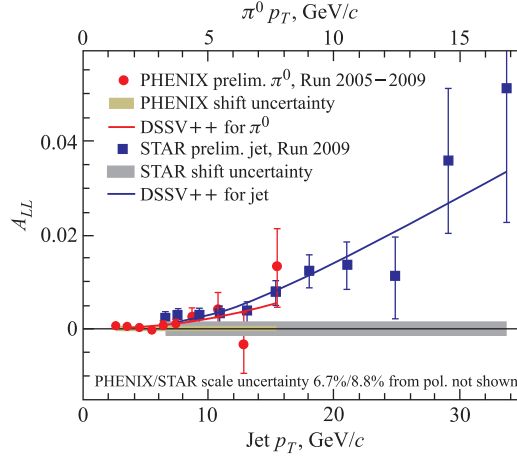 π⁰ p_T, GeV/c
0 5 10 15
PHENIX prelim. π⁰, Run 2005–2009
PHENIX shift uncertainty
DSSV++ for π⁰
STAR prelim. jet, Run 2009
STAR shift uncertainty
DSSV++ for jet
A_LL
0.04
0.02
0
PHENIX/STAR scale uncertainty 6.7%/8.8% from pol. not shown
0 10 20 30
Jet p_T, GeV/c